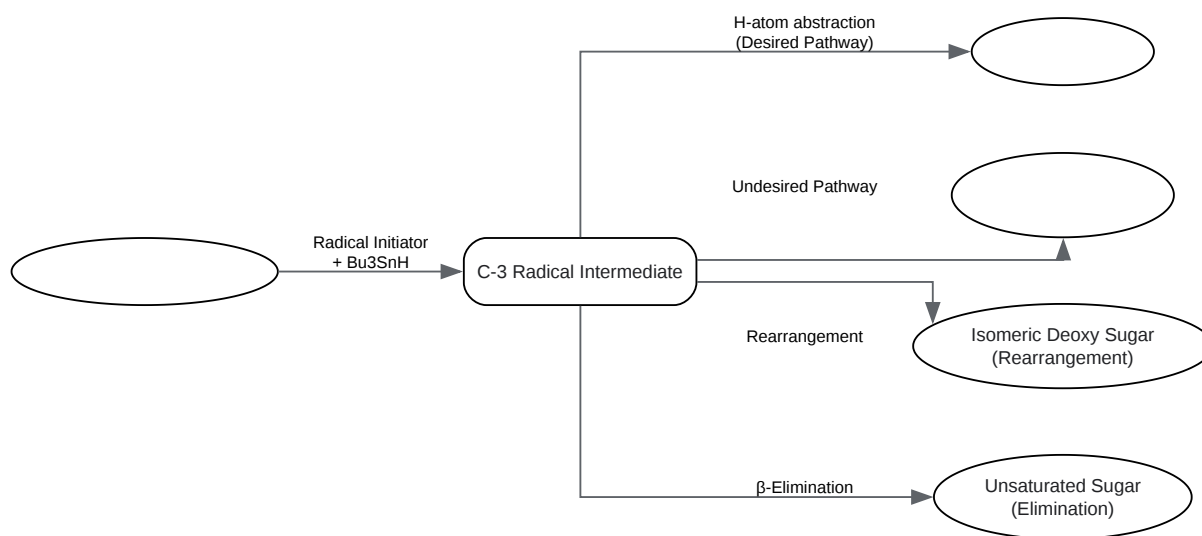 H-atom abstraction
(Desired Pathway)
Undesired Pathway
Radical Initiator
+ Bu3SnH
C-3 Radical Intermediate
Rearrangement
Isomeric Deoxy Sugar
(Rearrangement)
β-Elimination
Unsaturated Sugar
(Elimination)